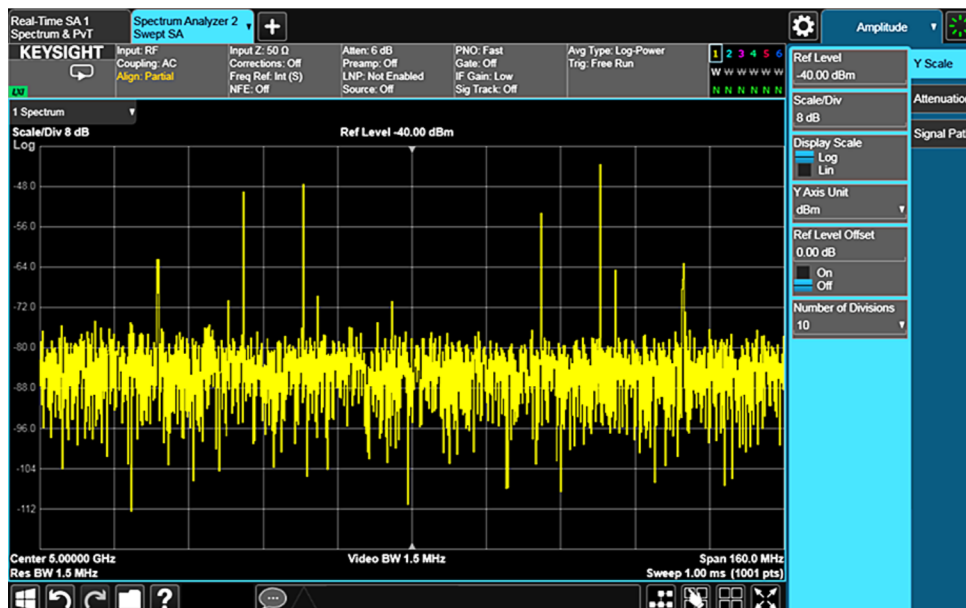 Real-Time SA 1
Spectrum & PvT
Spectrum Analyzer 2
Swept SA
Amplitude
KEYSIGHT
LXI
Input: RF
Coupling: AC
Align: Partial
Input Z: 50 Ω
Corrections: Off
Freq Ref: Int (S)
NFE: Off
Atten: 6 dB
Preamp: Off
LNP: Not Enabled
Source: Off
PNO: Fast
Gate: Off
IF Gain: Low
Sig Track: Off
Avg Type: Log-Power
Trig: Free Run
1 2 3 4 5 6
W W W W W W
N N N N N N
1 Spectrum
Scale/Div 8 dB
Ref Level -40.00 dBm
Log
-48.0
-56.0
-64.0
-72.0
-80.0
-88.0
-96.0
-104
-112
Center 5.00000 GHz
Video BW 1.5 MHz
Span 160.0 MHz
Res BW 1.5 MHz
Sweep 1.00 ms (1001 pts)
Ref Level
-40.00 dBm
Scale/Div
8 dB
Display Scale
Log
Lin
Y Axis Unit
dBm
Ref Level Offset
0.00 dB
On
Off
Number of Divisions
10
Y Scale
Attenuation
Signal Pat
?